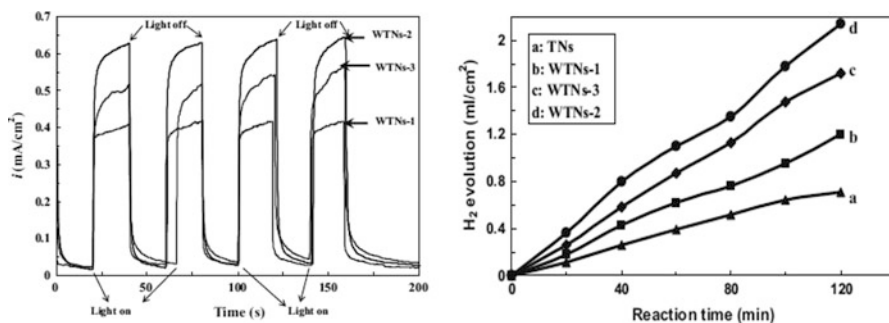 Light off
Light off
WTNs-2
WTNs-3
WTNs-1
i (mA/cm²)
0.7
0.6
0.5
0.4
0.3
0.2
0.1
0
0
50
100
150
200
Light on
Time (s)
Light on
H₂ evolution (ml/cm²)
2
1.6
1.2
0.8
0.4
0
a: TNs
b: WTNs-1
c: WTNs-3
d: WTNs-2
d
c
b
a
0
40
80
120
Reaction time (min)